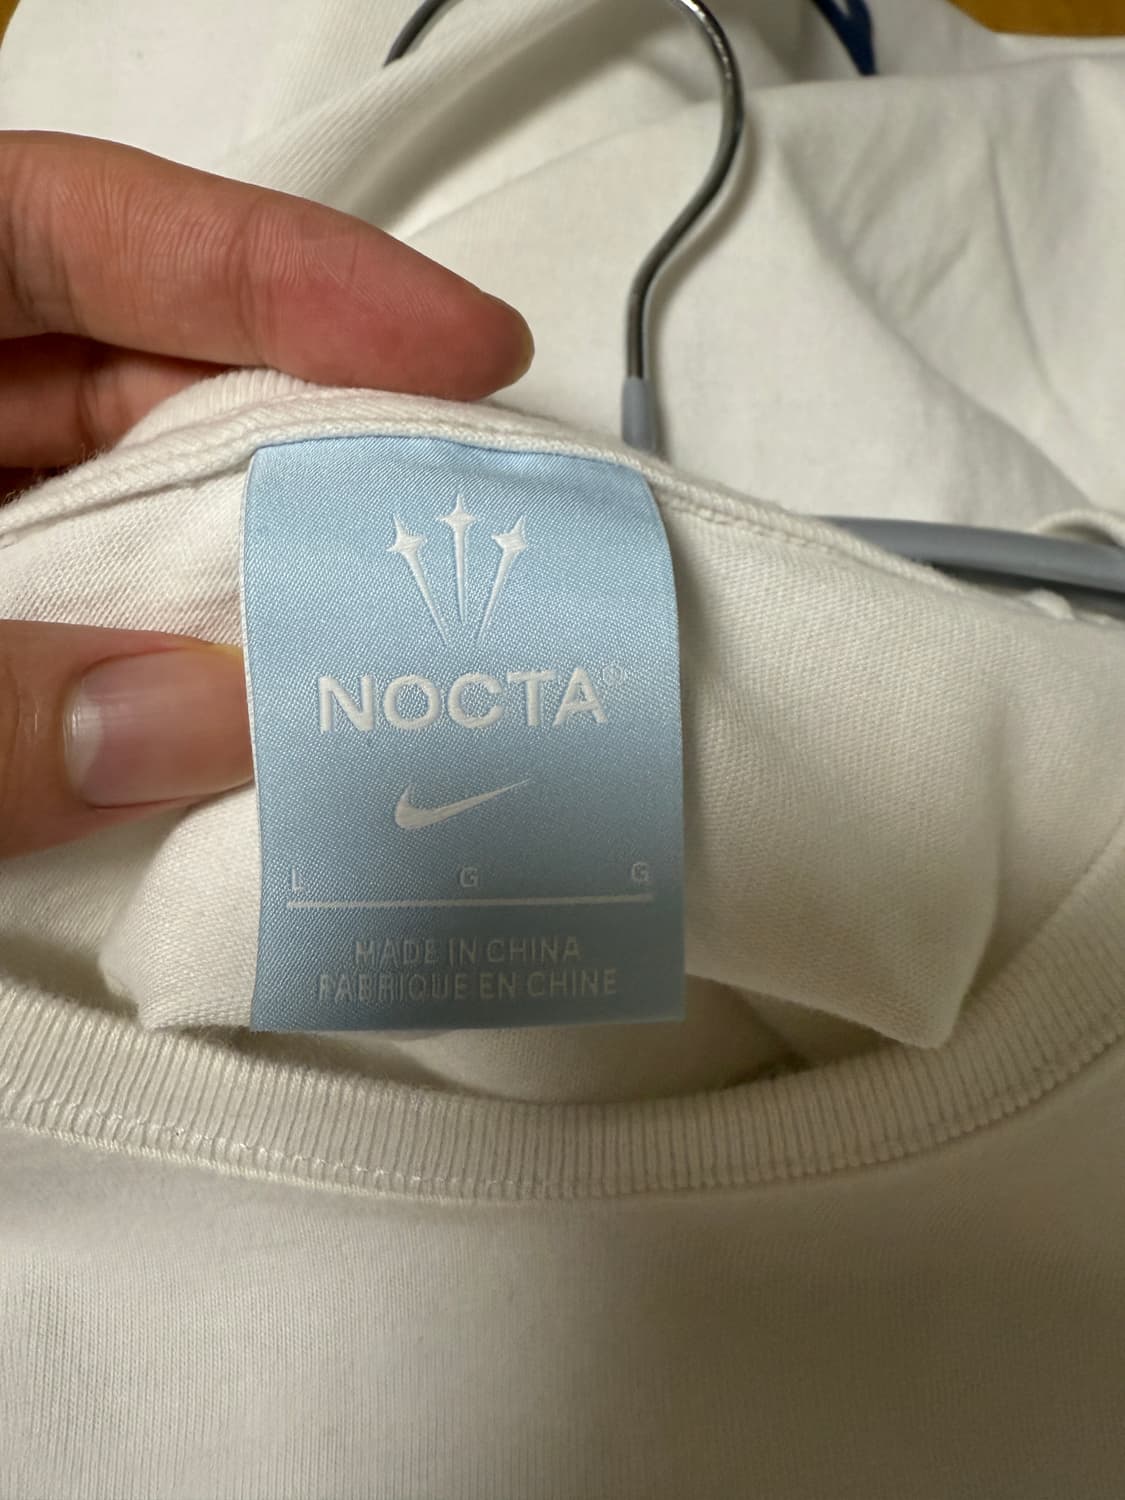 NOCTA®
L G G
MADE IN CHINA
FABRIQUE EN CHINE